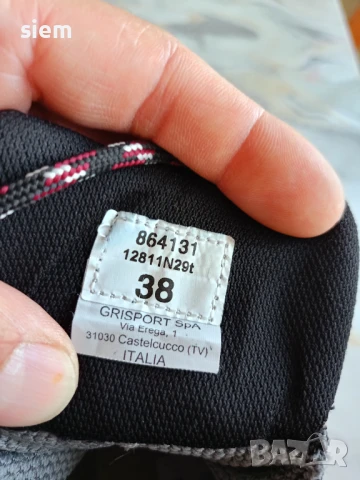 siem
864131
12811N29t
38
GRISPORT SpA
Via Erega, 1
31030 Castelcucco (TV)
ITALIA
BAZAR